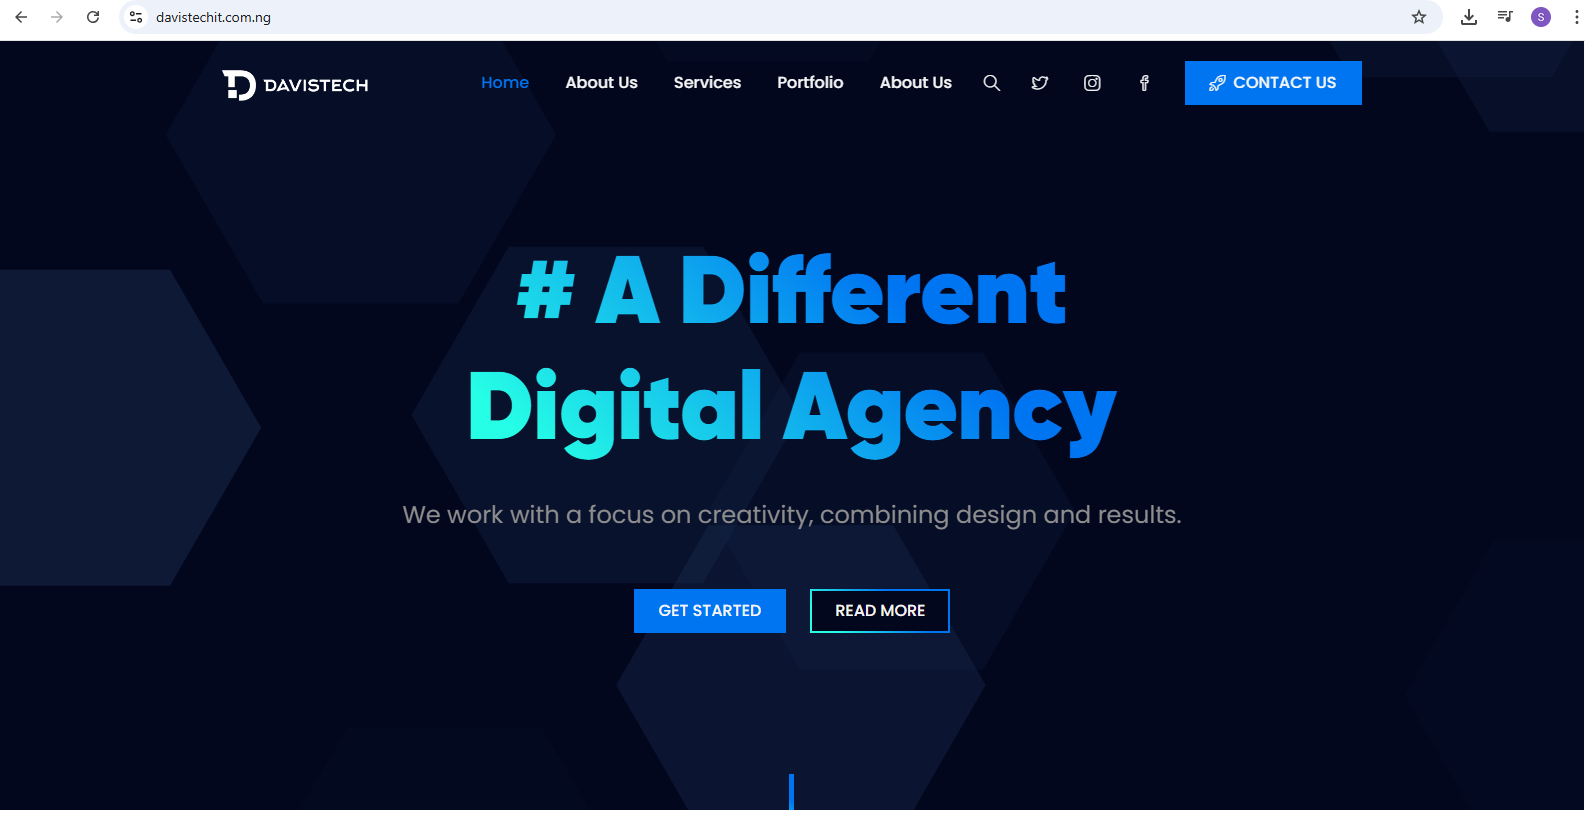 davistechit.com.ng
S
DAVISTECH
Home About Us Services Portfolio About Us CONTACT US
# A Different
Digital Agency
We work with a focus on creativity, combining design and results.
GET STARTED READ MORE